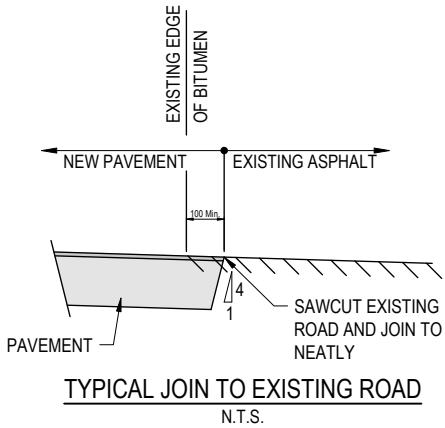 EXISTING EDGE
OF BITUMEN
NEW PAVEMENT
EXISTING ASPHALT
100 Min.
4
1
SAWCUT EXISTING
ROAD AND JOIN TO
NEATLY
PAVEMENT
TYPICAL JOIN TO EXISTING ROAD
N.T.S.